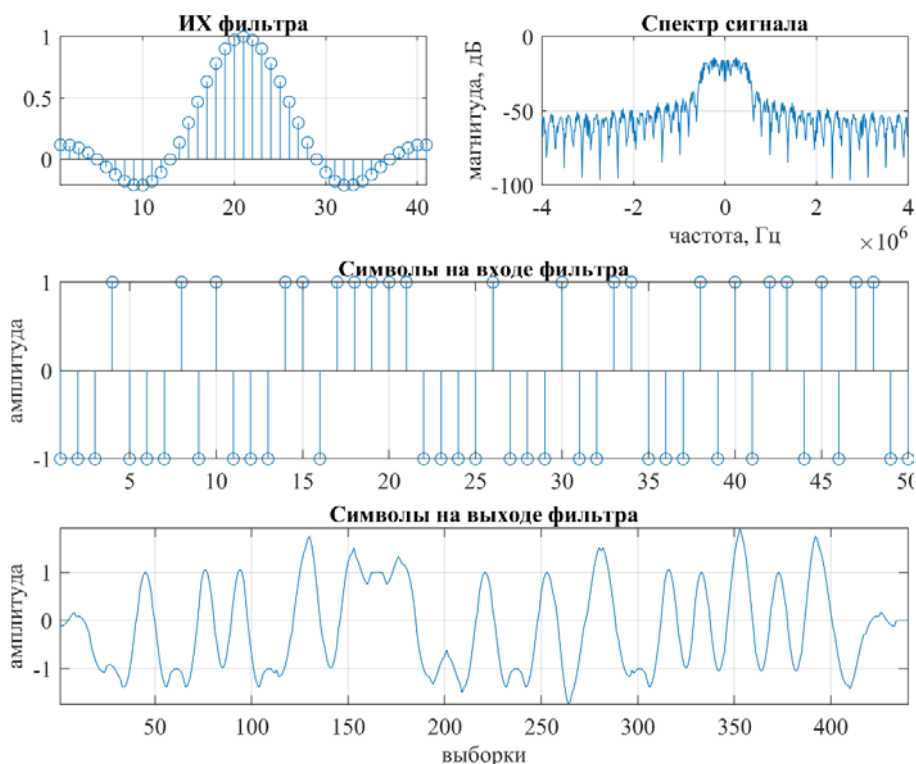 ИХ фильтра
1
0.5
0
10 20 30 40
Спектр сигнала
магнитуда, дБ
0
-50
-100
-4 -2 0 2 4
частота, Гц
×10⁶
Символы на входе фильтра
амплитуда
1
0
-1
5 10 15 20 25 30 35 40 45 50
Символы на выходе фильтра
амплитуда
1
0
-1
50 100 150 200 250 300 350 400
выборки